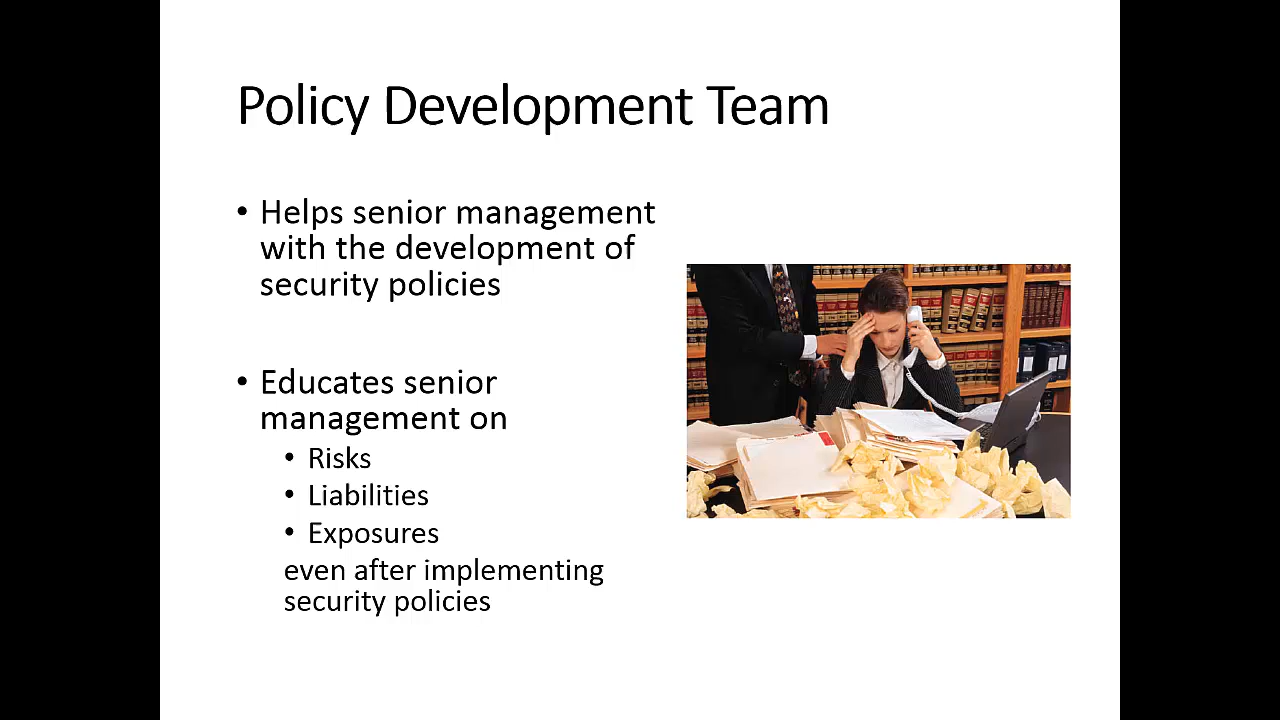 Policy Development Team
• Helps senior management
with the development of
security policies
• Educates senior
management on
• Risks
• Liabilities
• Exposures
even after implementing
security policies